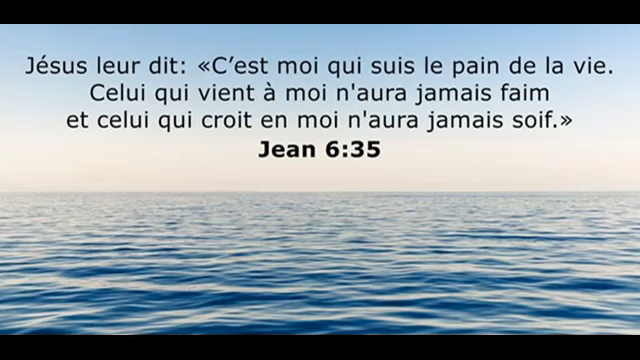 Jésus leur dit: «C’est moi qui suis le pain de la vie.
Celui qui vient à moi n'aura jamais faim
et celui qui croit en moi n'aura jamais soif.»
Jean 6:35